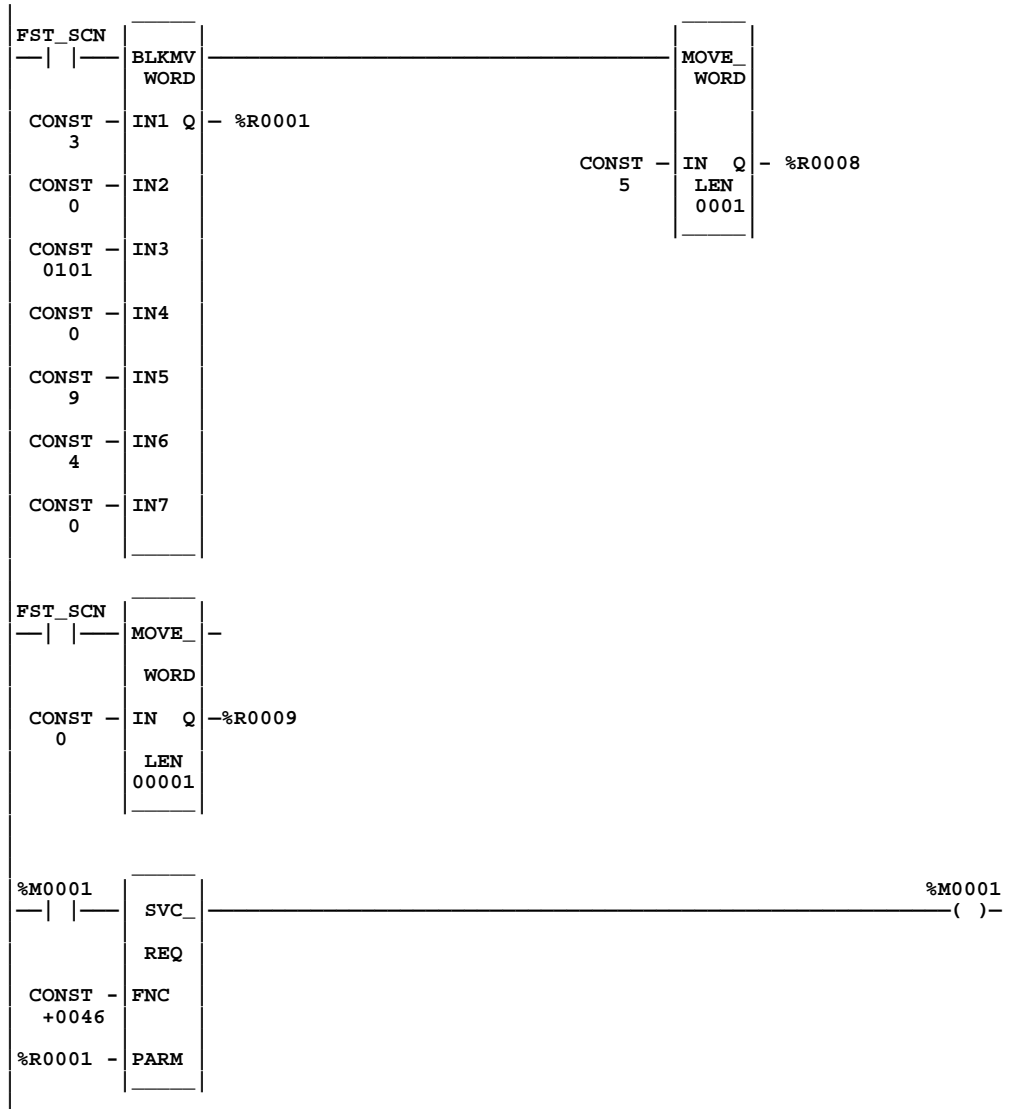 FST_SCN
BLKMV MOVE_
WORD WORD
CONST IN1 Q %R0001
3
CONST IN Q %R0008
CONST IN2 5 LEN
0 0001
CONST IN3
0101
CONST IN4
0
CONST IN5
9
CONST IN6
4
CONST IN7
0
FST_SCN
MOVE_
WORD
CONST IN Q %R0009
0
LEN
00001
%M0001 %M0001
SVC_ ( )
REQ
CONST FNC
+0046
%R0001 PARM